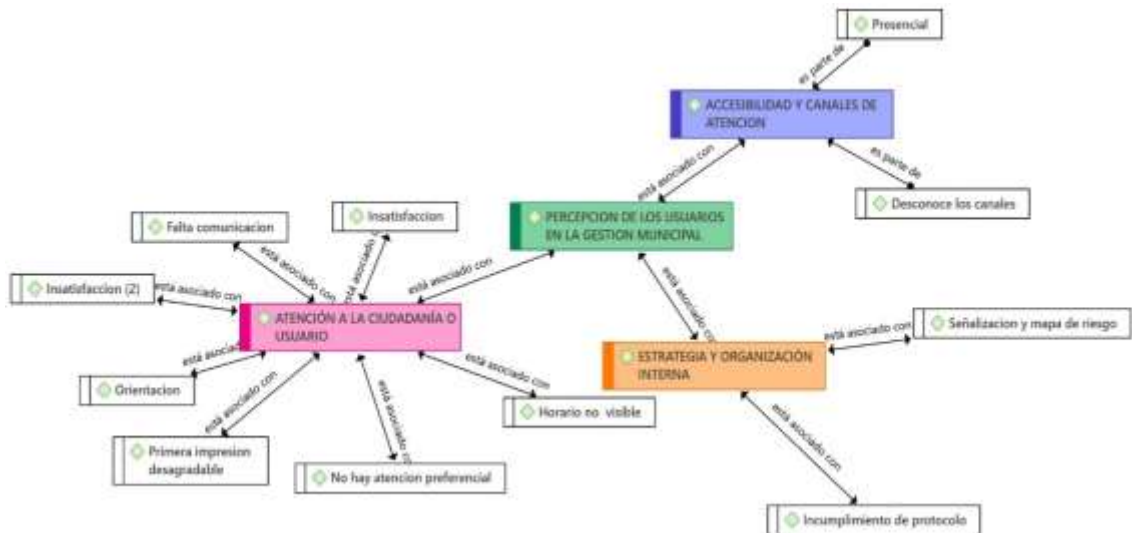 Presencial
es parte de
ACCESIBILIDAD Y CANALES DE
ATENCION
es parte de
Desconoce los canales
está asociado con
PERCEPCION DE LOS USUARIOS
EN LA GESTION MUNICIPAL
Insatisfaccion
está asociado c
Falta comunicacion
está asociado con
está asociado con
Insatisfaccion (2)
está asociado con
ATENCIÓN A LA CIUDADANÍA O
USUARIO
está asociado co
Señalizacion y mapa de riesgo
está asociado con
ESTRATEGIA Y ORGANIZACIÓN
INTERNA
está asociado
Orientacion
está asociado con
Horario no visible
está asociado con
Primera impresion
desagradable
está asociado co
No hay atencion preferencial
está asociado con
Incumplimiento de protocolo